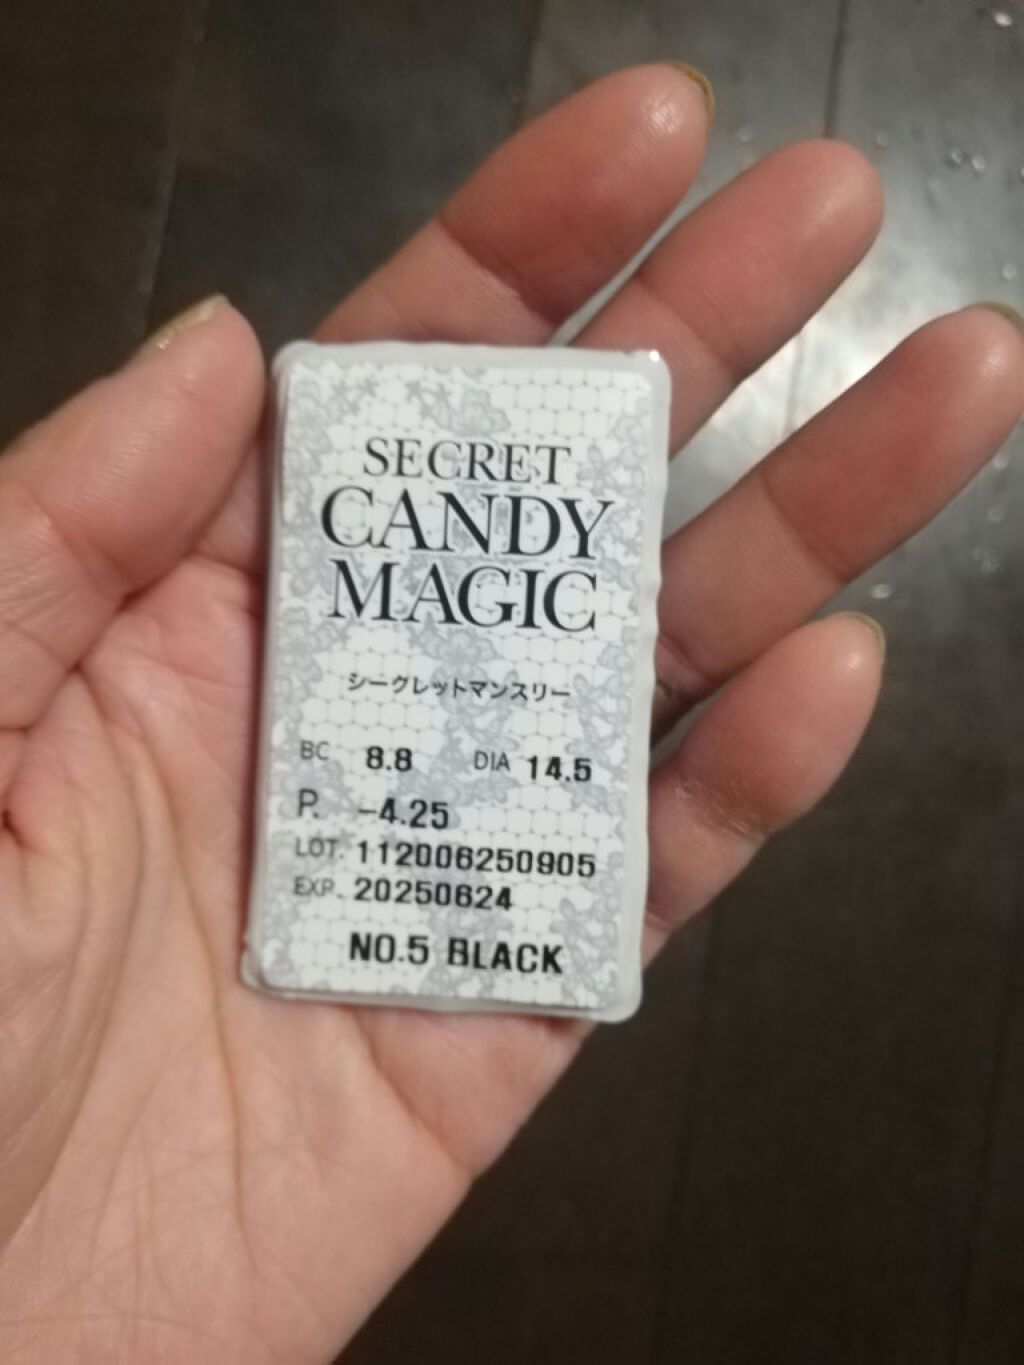 SECRET
CANDY
MAGIC
シークレットマンスリー
BC 8.8 DIA 14.5
P. -4.25
LOT. 112006250905
EXP. 20250624
NO.5 BLACK